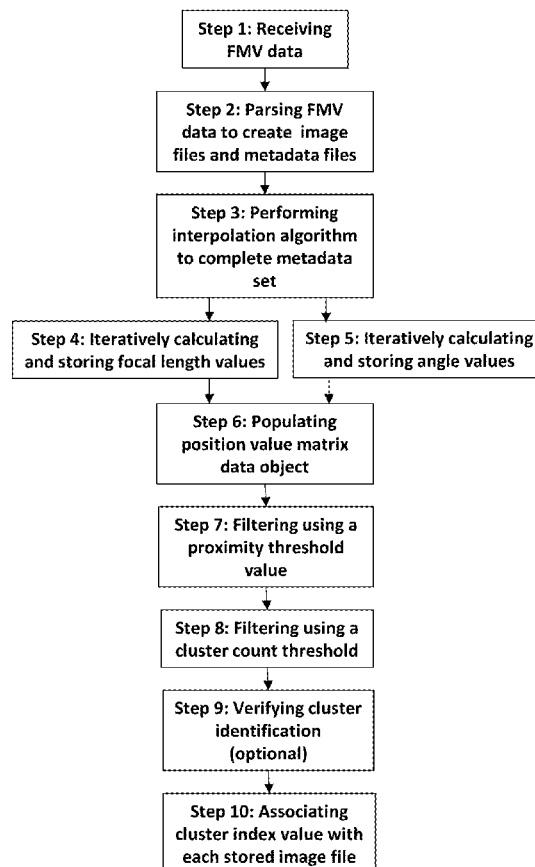 Step 1: Receiving
FMV data
Step 2: Parsing FMV
data to create image
files and metadata files
Step 3: Performing
interpolation algorithm
to complete metadata
set
Step 4: Iteratively calculating
and storing focal length values
Step 5: Iteratively calculating
and storing angle values
Step 6: Populating
position value matrix
data object
Step 7: Filtering using a
proximity threshold
value
Step 8: Filtering using a
cluster count threshold
Step 9: Verifying cluster
identification
(optional)
Step 10: Associating
cluster index value with
each stored image file